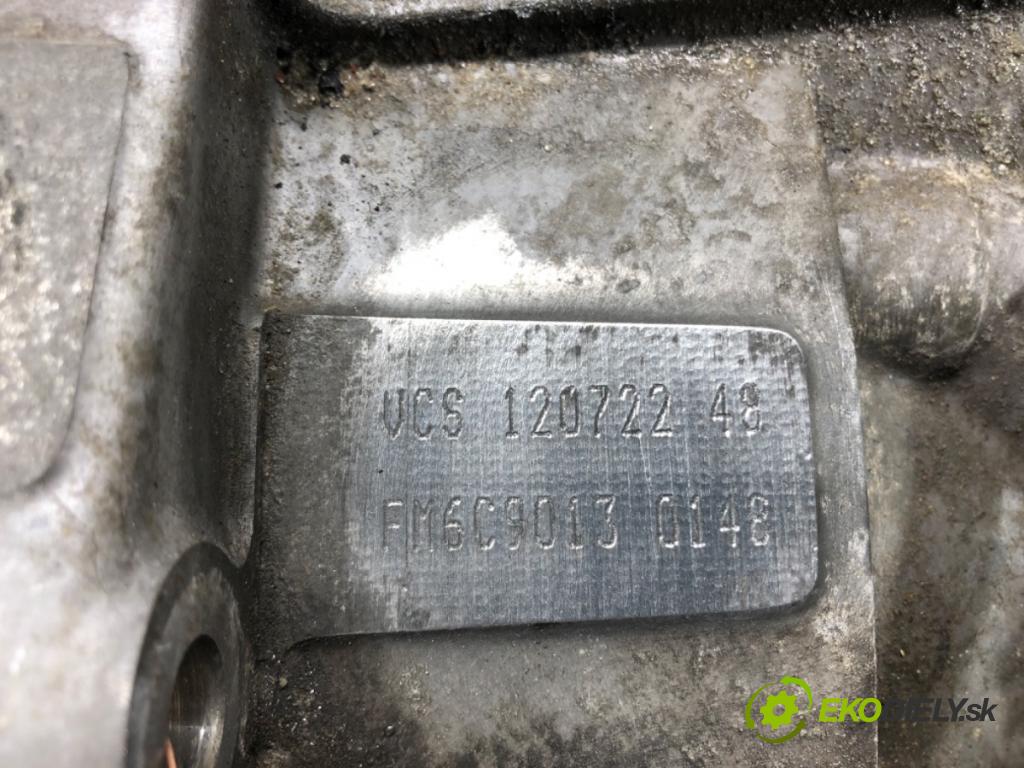 VCS 120722 48
FM6C9013 0148
EKODIELY.sk